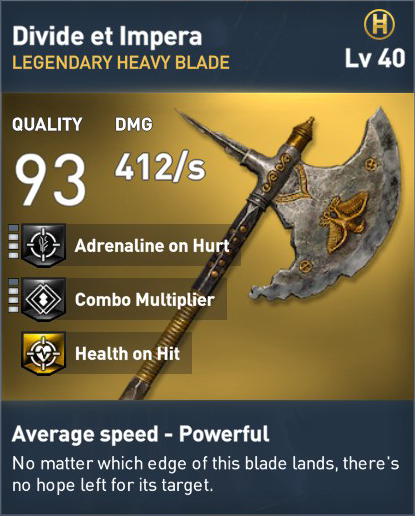 Divide et Impera
LEGENDARY HEAVY BLADE
H
Lv 40
QUALITY DMG
93 412/s
Adrenaline on Hurt
Combo Multiplier
Health on Hit
Average speed - Powerful
No matter which edge of this blade lands, there's
no hope left for its target.